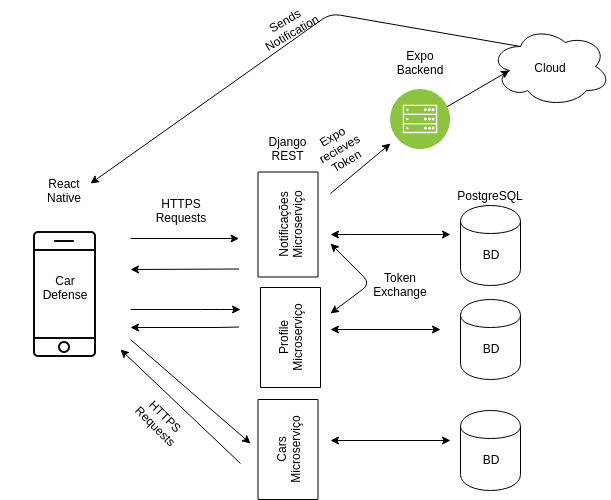 Sends
Notification
Expo
Backend
Cloud
Django
REST
Expo
recieves
Token
React
Native
HTTPS
Requests
Notificações
Microserviço
PostgreSQL
BD
Car
Defense
Token
Exchange
Profile
Microserviço
BD
HTTPS
Requests
Cars
Microserviço
BD